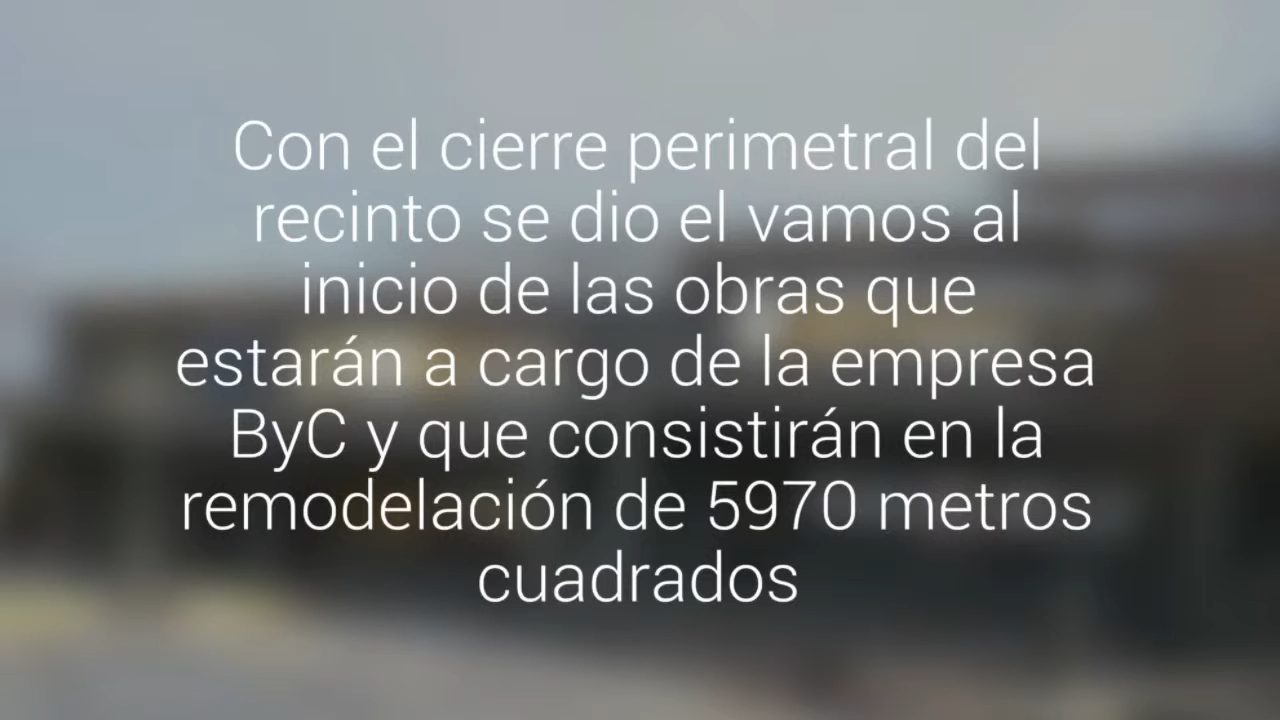 Con el cierre perimetral del
recinto se dio el vamos al
inicio de las obras que
estarán a cargo de la empresa
ByC y que consistirán en la
remodelación de 5970 metros
cuadrados